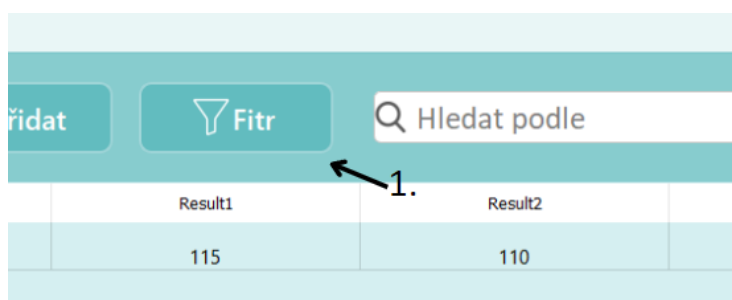 řidat
Fitr
Hledat podle
1.
Result1
Result2
115
110